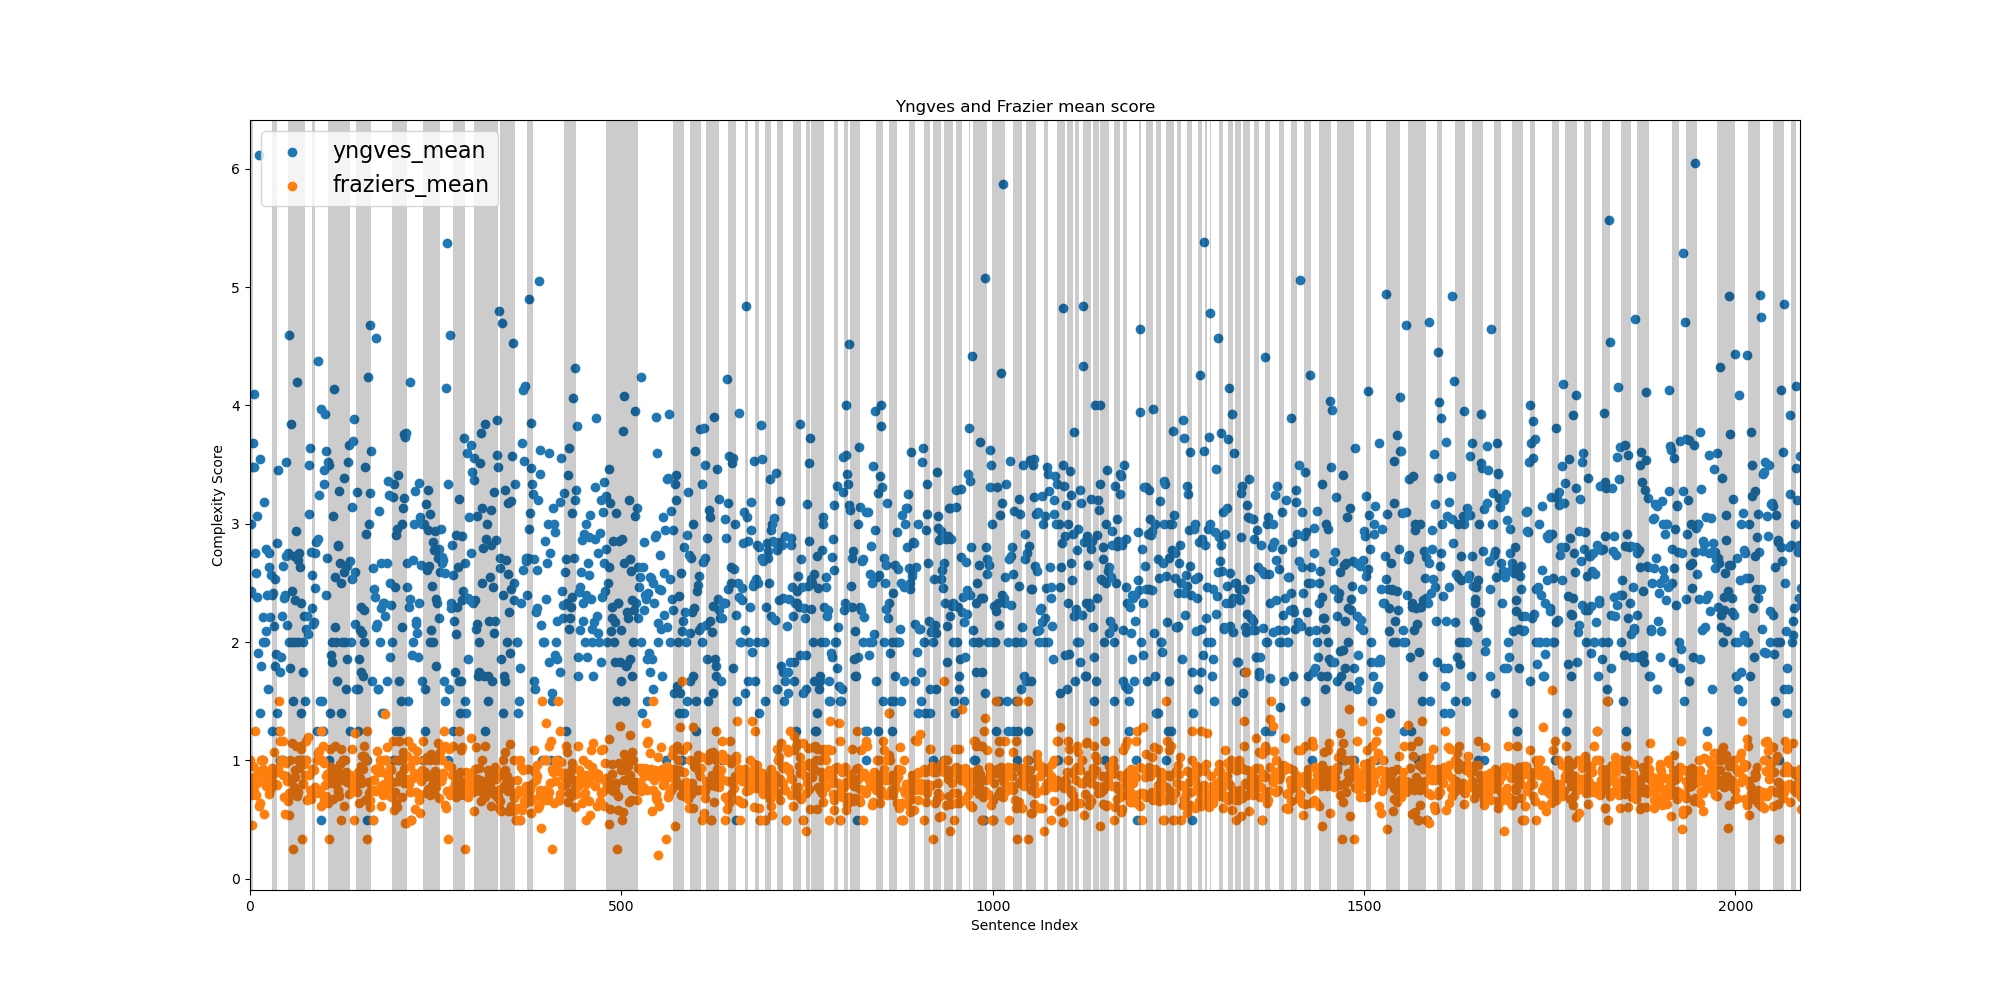 Yngves and Frazier mean score
yngves_mean
fraziers_mean
Complexity Score
6
5
4
3
2
1
0
0 500 1000 1500 2000
Sentence Index